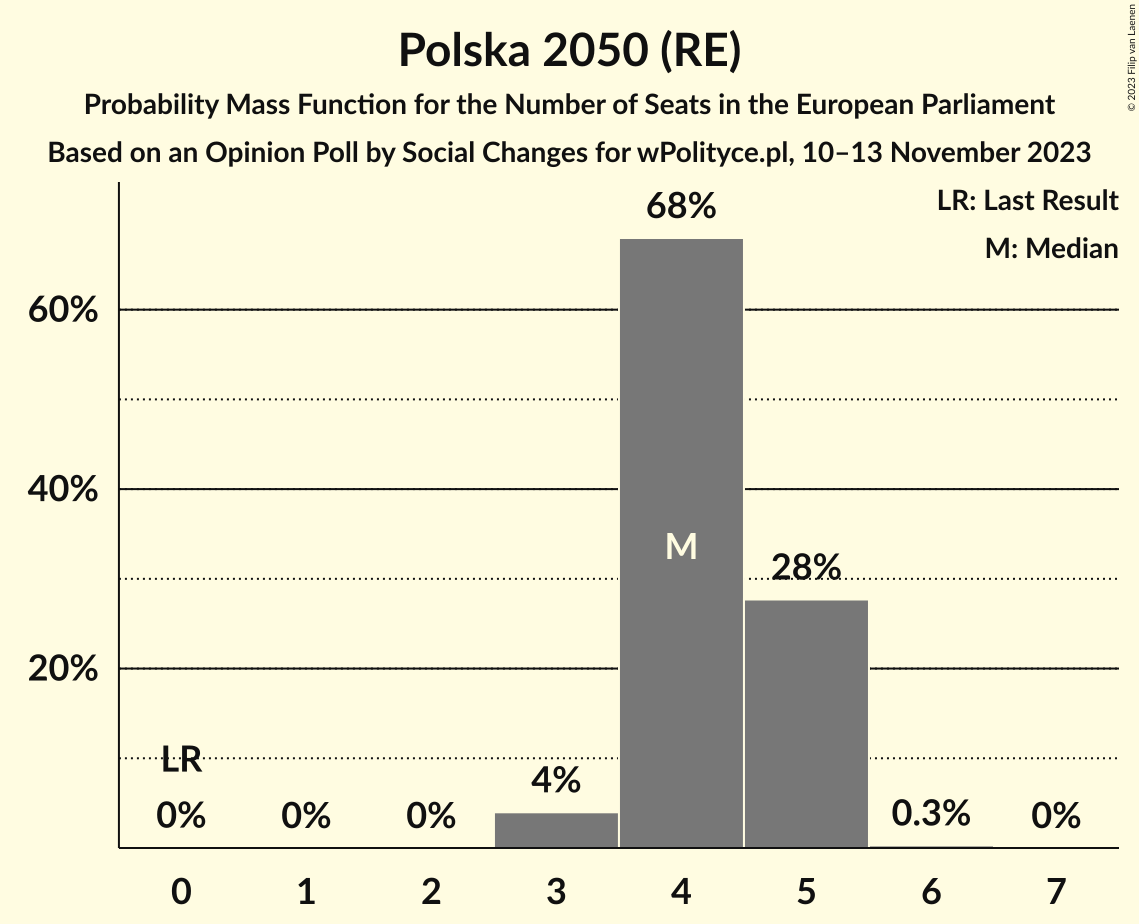 Polska 2050 (RE)
Probability Mass Function for the Number of Seats in the European Parliament
Based on an Opinion Poll by Social Changes for wPolityce.pl, 10–13 November 2023
© 2023 Filip van Laenen
LR: Last Result
M: Median
68%
60%
40%
M
28%
20%
LR
4%
0%
0%
0%
0.3%
0%
0
1
2
3
4
5
6
7